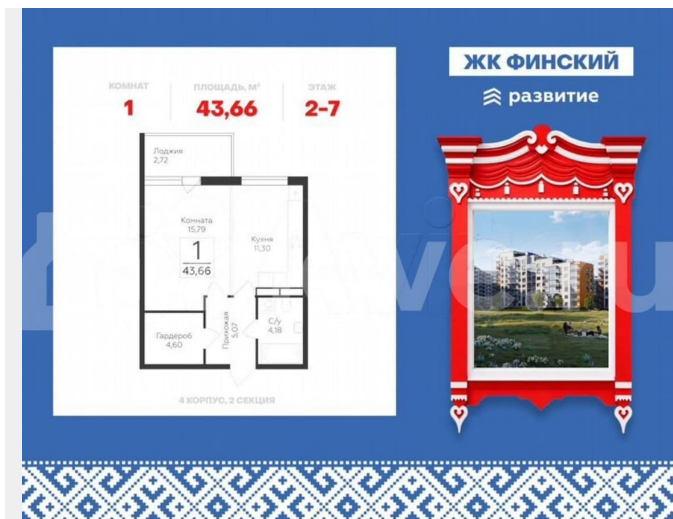 КОМНАТ
1
ПЛОЩАДЬ, М²
43,66
ЭТАЖ
2-7
Лоджия
2,72
Комната
15,79
1
43,66
Кухня
11,30
Гардероб
4,60
Прихожая
5,07
С/у
4,18
4 КОРПУС, 2 СЕКЦИЯ
ЖК ФИНСКИЙ
развитие